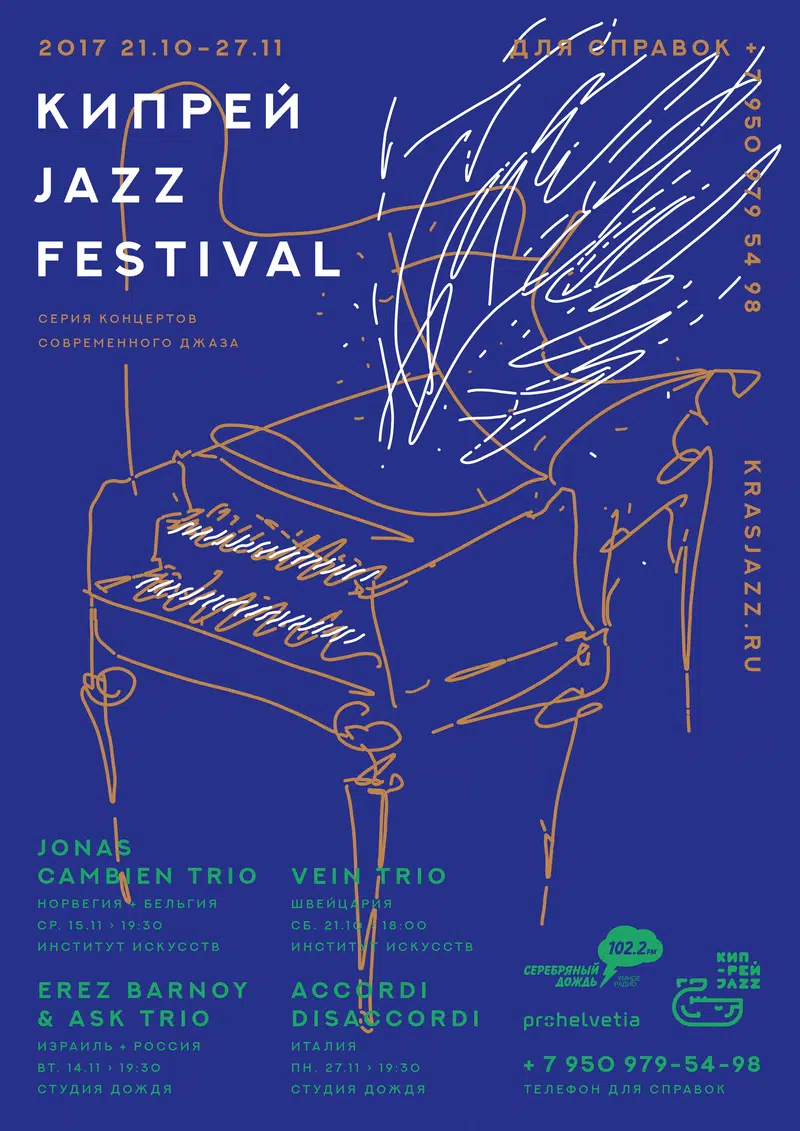 2017 21.10–27.11
ДЛЯ СПРАВОК +
7 950 979 54 98
КИПРЕЙ
JAZZ
FESTIVAL
СЕРИЯ КОНЦЕРТОВ
СОВРЕМЕННОГО ДЖАЗА
KRASJAZZ.RU
JONAS
CAMBIEN TRIO
НОРВЕГИЯ + БЕЛЬГИЯ
СР. 15.11 › 19:30
ИНСТИТУТ ИСКУССТВ
VEIN TRIO
ШВЕЙЦАРИЯ
СБ. 21.10 › 18:00
ИНСТИТУТ ИСКУССТВ
EREZ BARNOY
& ASK TRIO
ИЗРАИЛЬ + РОССИЯ
ВТ. 14.11 › 19:30
СТУДИЯ ДОЖДЯ
ACCORDI
DISACCORDI
ИТАЛИЯ
ПН. 27.11 › 19:30
СТУДИЯ ДОЖДЯ
102.2 FM
СЕРЕБРЯНЫЙ
ДОЖДЬ
УМНОЕ
РАДИО
КИП
-РЕЙ
JAZZ
prohelvetia
+ 7 950 979–54–98
ТЕЛЕФОН ДЛЯ СПРАВОК